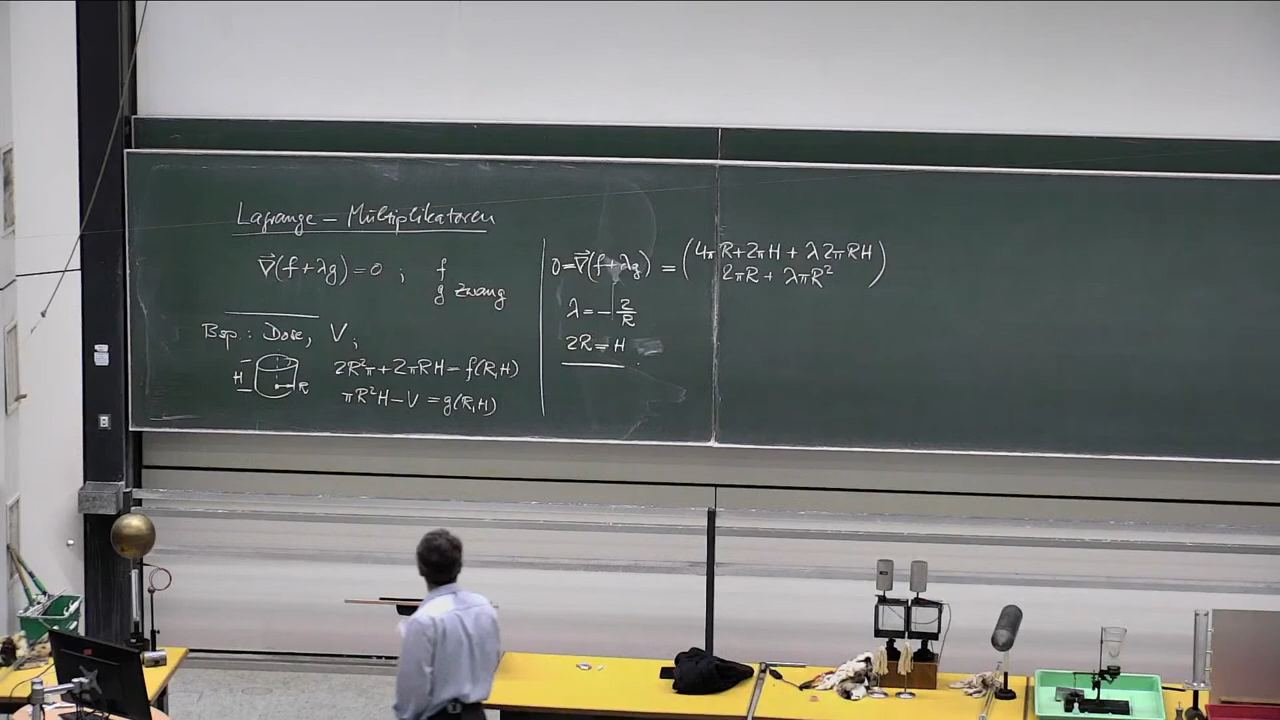 Lagrange – Multiplikatoren
∇⃗(f+λg)=0 ; f
g Zwang
Bsp.: Dose, V,
H R
2R²π+2πRH=f(R,H)
πR²H–V=g(R,H)
0=∇⃗(f+λg) = (4πR+2πH+λ2πRH
2πR+λπR²)
λ=–2/R
2R=H